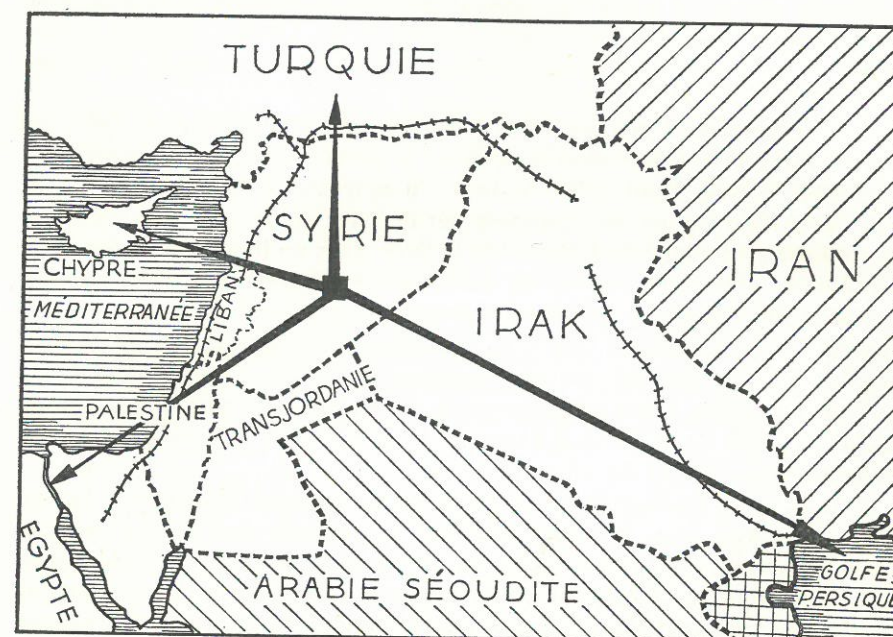 TURQUIE
SYRIE
CHYPRE
IRAN
MÉDITERRANÉE
LIBAN
IRAK
PALESTINE
TRANSJORDANIE
EGYPTE
ARABIE SÉOUDITE
GOLFE
PERSIQUE